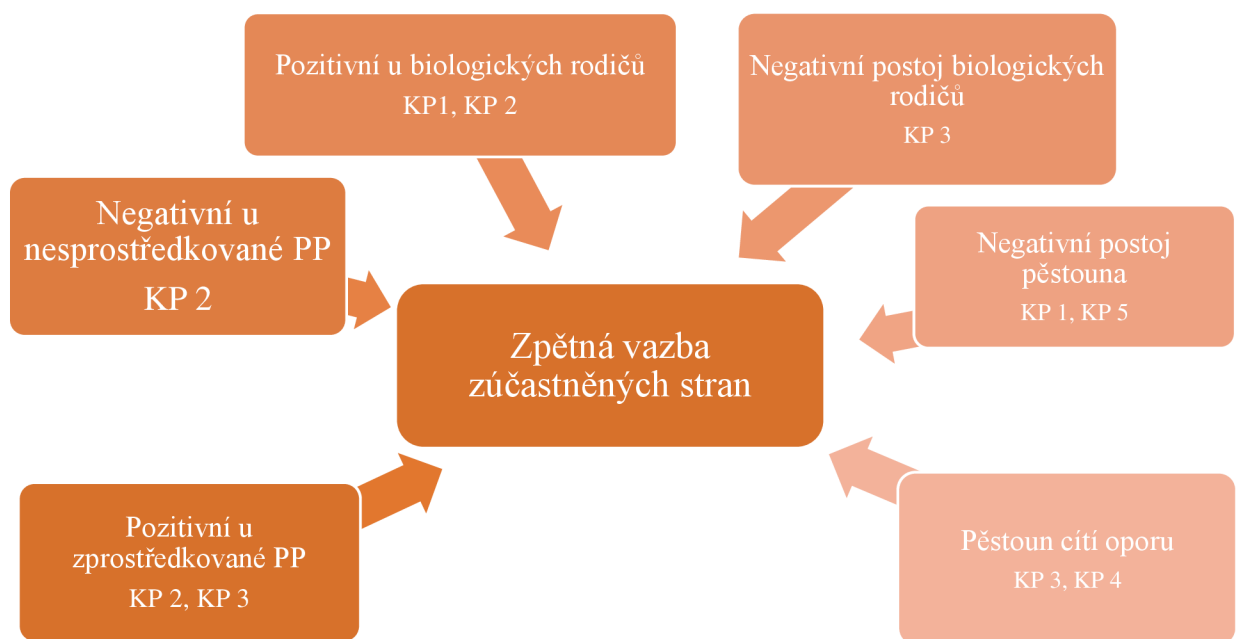 Pozitivní u biologických rodičů
KP1, KP 2
Negativní postoj biologických
rodičů
KP 3
Negativní u
nesprostředkované PP
KP 2
Negativní postoj
pěstouna
KP 1, KP 5
Zpětná vazba
zúčastněných stran
Pozitivní u
zprostředkované PP
KP 2, KP 3
Pěstoun cítí oporu
KP 3, KP 4